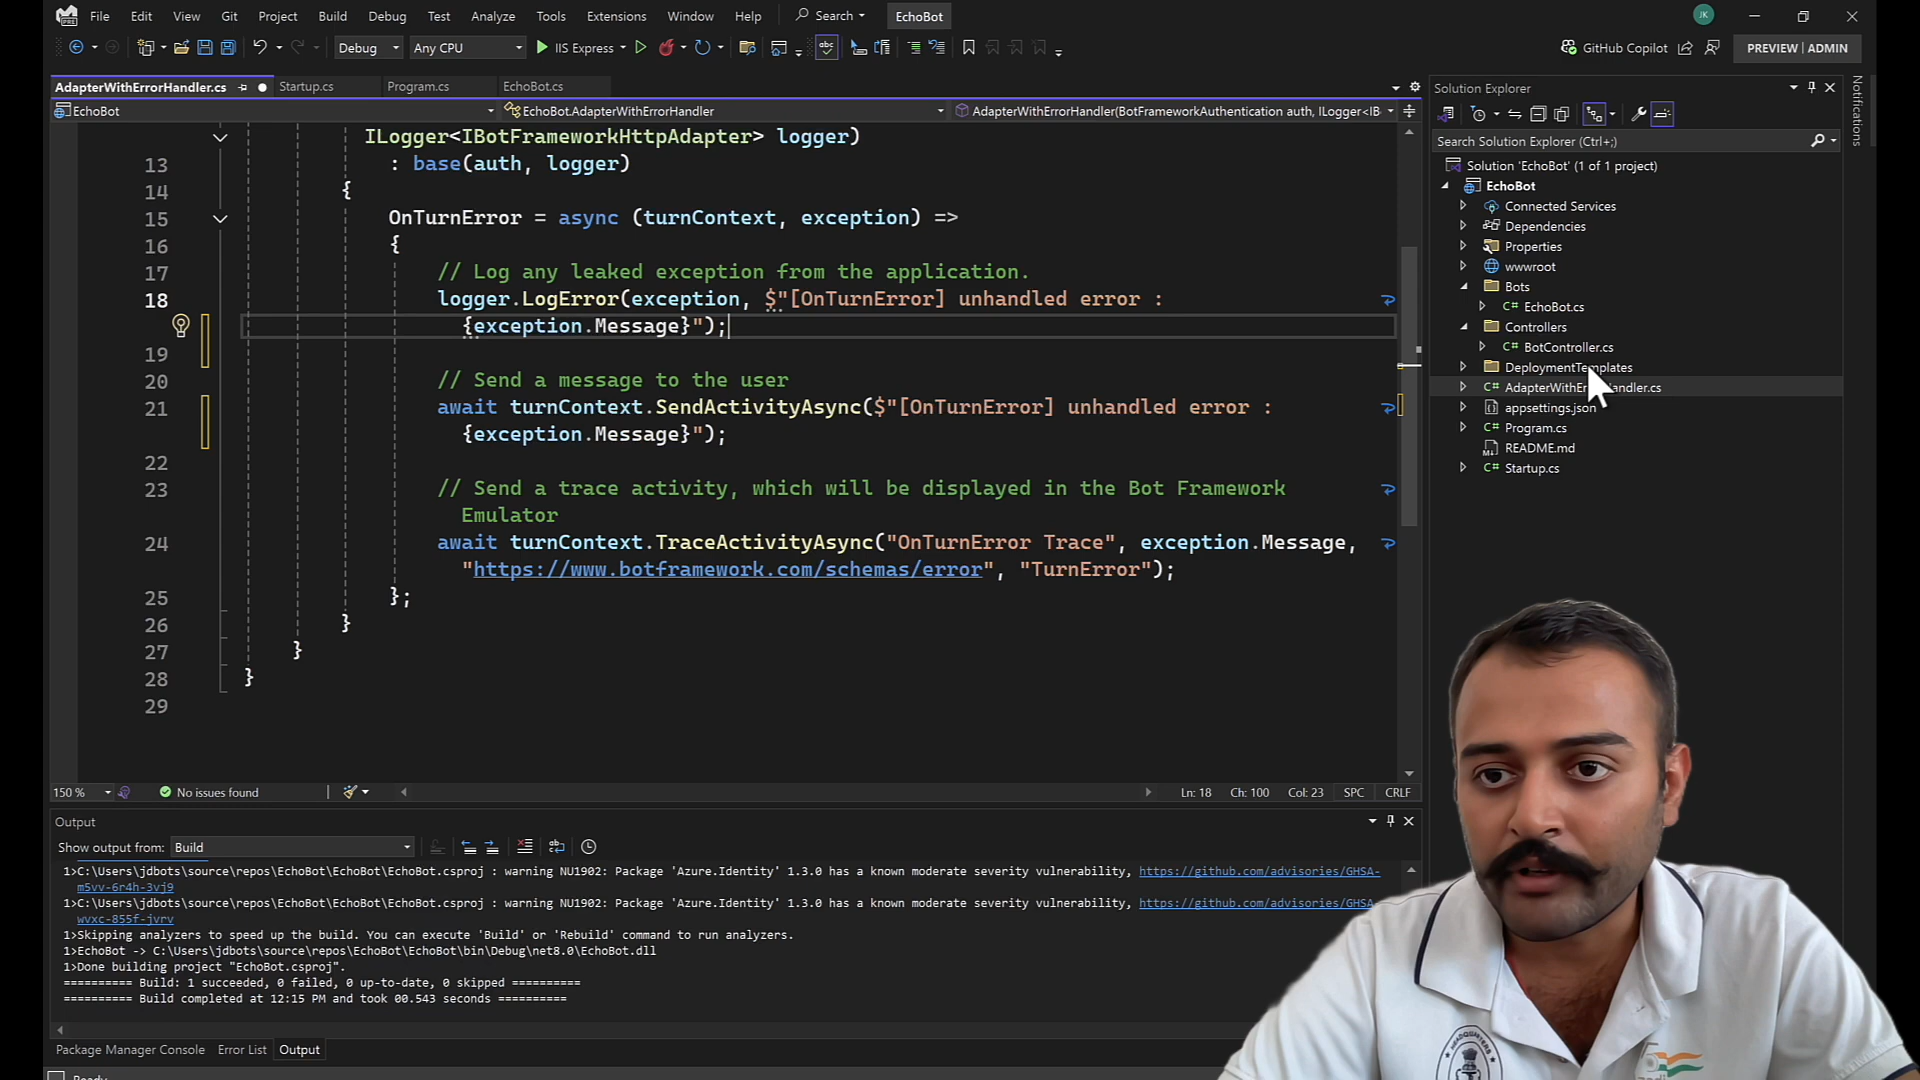 File Edit View Git Project Build Debug Test Analyze Tools Extensions Window Help Search EchoBot JK
Debug Any CPU IIS Express GitHub Copilot PREVIEW | ADMIN
AdapterWithErrorHandler.cs Startup.cs Program.cs EchoBot.cs
EchoBot EchoBot.AdapterWithErrorHandler AdapterWithErrorHandler(BotFrameworkAuthentication auth, ILogger<IB
ILogger<IBotFrameworkHttpAdapter> logger)
13 : base(auth, logger)
14 {
15 OnTurnError = async (turnContext, exception) =>
16 {
17 // Log any leaked exception from the application.
18 logger.LogError(exception, $"[OnTurnError] unhandled error :
{exception.Message}");
19
20 // Send a message to the user
21 await turnContext.SendActivityAsync($"[OnTurnError] unhandled error :
{exception.Message}");
22
23 // Send a trace activity, which will be displayed in the Bot Framework
Emulator
24 await turnContext.TraceActivityAsync("OnTurnError Trace", exception.Message,
"https://www.botframework.com/schemas/error", "TurnError");
25 };
26 }
27 }
28 }
29
150 % No issues found Ln: 18 Ch: 100 Col: 23 SPC CRLF
Output
Show output from: Build
1>C:\Users\jdbots\source\repos\EchoBot\EchoBot\EchoBot.csproj : warning NU1902: Package 'Azure.Identity' 1.3.0 has a known moderate severity vulnerability, https://github.com/advisories/GHSA-
m5vv-6r4h-3vj9
1>C:\Users\jdbots\source\repos\EchoBot\EchoBot\EchoBot.csproj : warning NU1902: Package 'Azure.Identity' 1.3.0 has a known moderate severity vulnerability, https://github.com/advisories/GHSA-
wvxc-855f-jvrv
1>Skipping analyzers to speed up the build. You can execute 'Build' or 'Rebuild' command to run analyzers.
1>EchoBot -> C:\Users\jdbots\source\repos\EchoBot\EchoBot\bin\Debug\net8.0\EchoBot.dll
1>Done building project "EchoBot.csproj".
========== Build: 1 succeeded, 0 failed, 0 up-to-date, 0 skipped ==========
========== Build completed at 12:15 PM and took 00.543 seconds ==========
Package Manager Console Error List Output
Ready
Solution Explorer
Search Solution Explorer (Ctrl+;)
Solution 'EchoBot' (1 of 1 project)
EchoBot
Connected Services
Dependencies
Properties
wwwroot
Bots
C# EchoBot.cs
Controllers
C# BotController.cs
DeploymentTemplates
C# AdapterWithEr andler.cs
appsettings.json
C# Program.cs
README.md
C# Startup.cs
Notifications
HEADQUARTERS